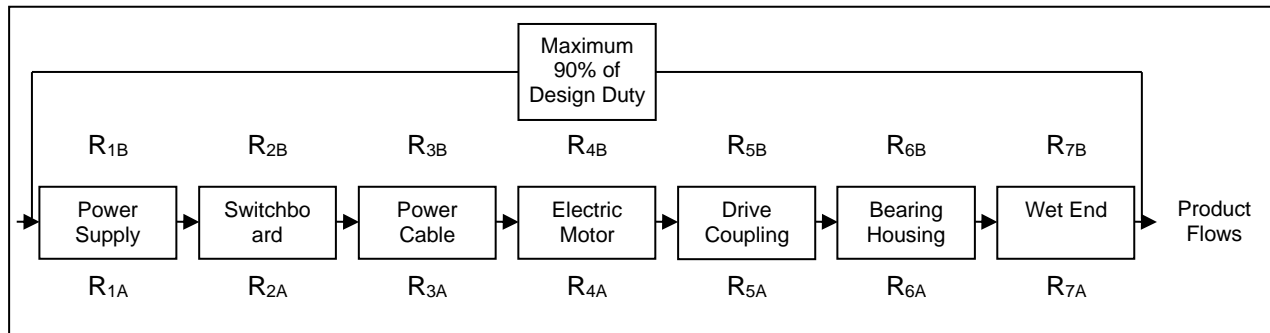 Maximum
90% of
Design Duty
R1B R2B R3B R4B R5B R6B R7B
Power Switchbo Power Electric Drive Bearing Wet End Product
Supply ard Cable Motor Coupling Housing Flows
R1A R2A R3A R4A R5A R6A R7A